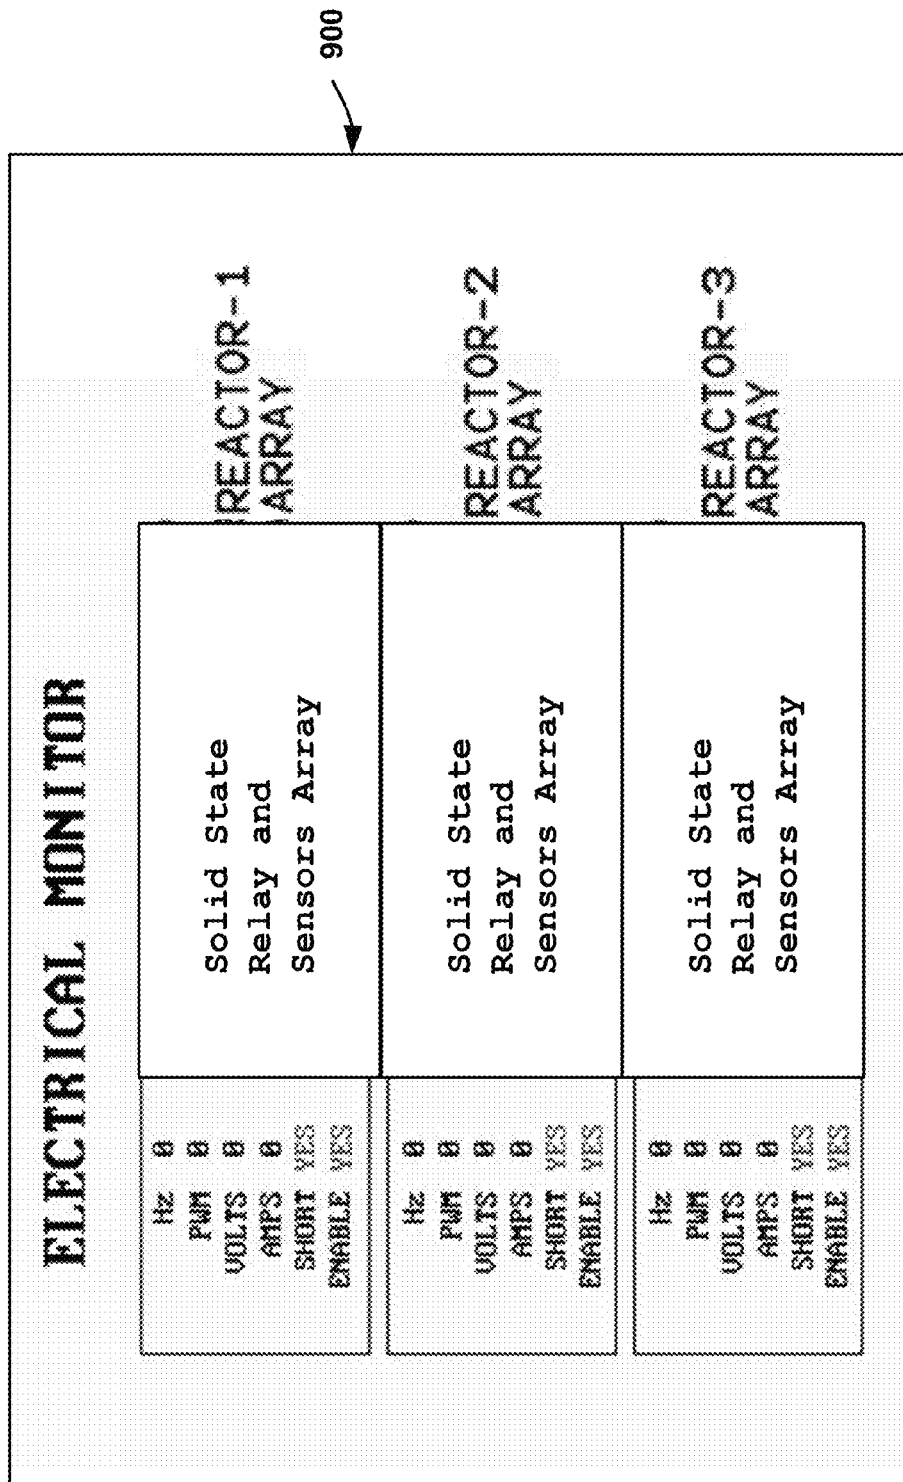 900
ELECTRICAL MONITOR
Hz 0
PWM 0
VOLTS 0
AMPS 0
SHORT YES
ENABLE YES
Solid State
Relay and
Sensors Array
REACTOR-1
ARRAY
Hz 0
PWM 0
VOLTS 0
AMPS 0
SHORT YES
ENABLE YES
Solid State
Relay and
Sensors Array
REACTOR-2
ARRAY
Hz 0
PWM 0
VOLTS 0
AMPS 0
SHORT YES
ENABLE YES
Solid State
Relay and
Sensors Array
REACTOR-3
ARRAY